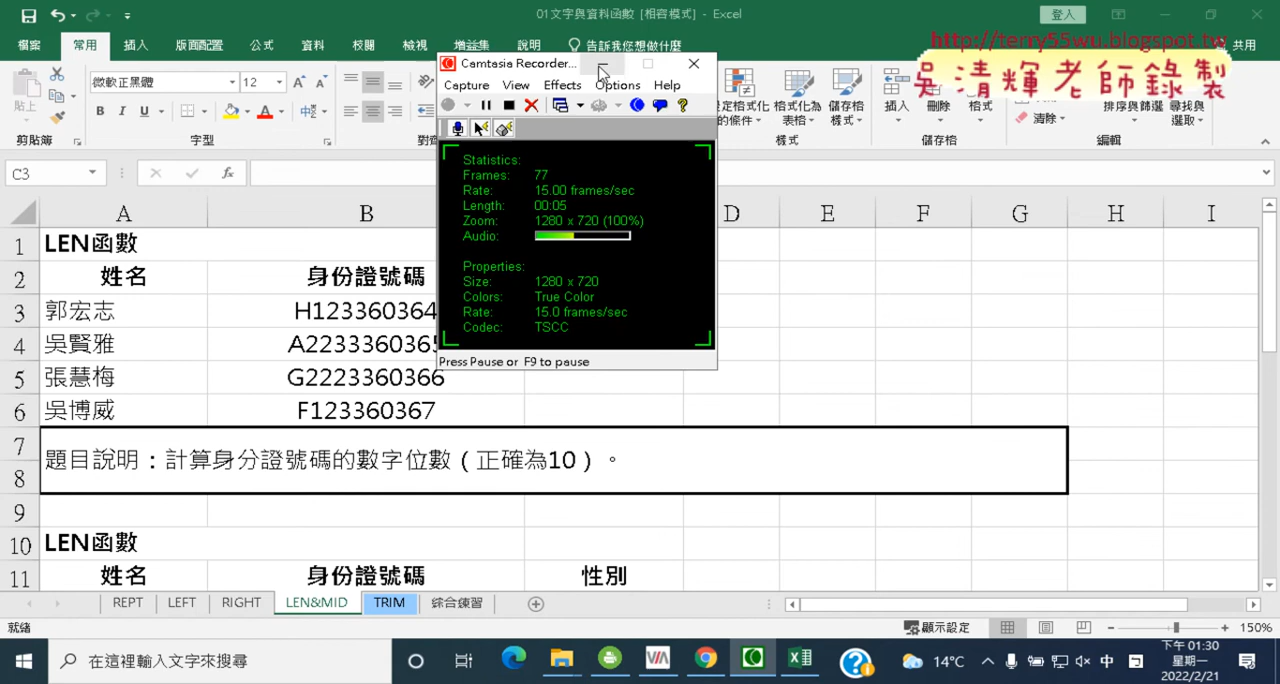 01文字與資料函數 [相容模式] - Excel
登入
檔案 常用 插入 版面配置 公式 資料 校閱 檢視 增益集 說明 告訴我您想做什麼
共用
http://terry55wu.blogspot.tw
吳清輝老師錄製
微軟正黑體 12
貼上
B I U
中
剪貼簿
字型
格式化為
表格
儲存格
樣式
樣式
插入
刪除
格式
儲存格
清除
排序與篩選
尋找與
選取
編輯
Camtasia Recorder...
Capture View Effects Options Help
Statistics:
Frames: 77
Rate: 15.00 frames/sec
Length: 00:05
Zoom: 1280 x 720 (100%)
Audio:
Properties:
Size: 1280 x 720
Colors: True Color
Rate: 15.0 frames/sec
Codec: TSCC
Press Pause or F9 to pause
C3
fx
A B D E F G H I
1 LEN函數
2 姓名 身份證號碼
3 郭宏志 H123360364
4 吳賢雅 A2233360365
5 張慧梅 G2223360366
6 吳博威 F123360367
7 題目說明：計算身分證號碼的數字位數（正確為10）。
8
9
10 LEN函數
11 姓名 身份證號碼 性別
REPT LEFT RIGHT LEN&MID TRIM 綜合練習
就緒
顯示設定
150%
在這裡輸入文字來搜尋
14°C
中
下午 01:30
星期一
2022/2/21